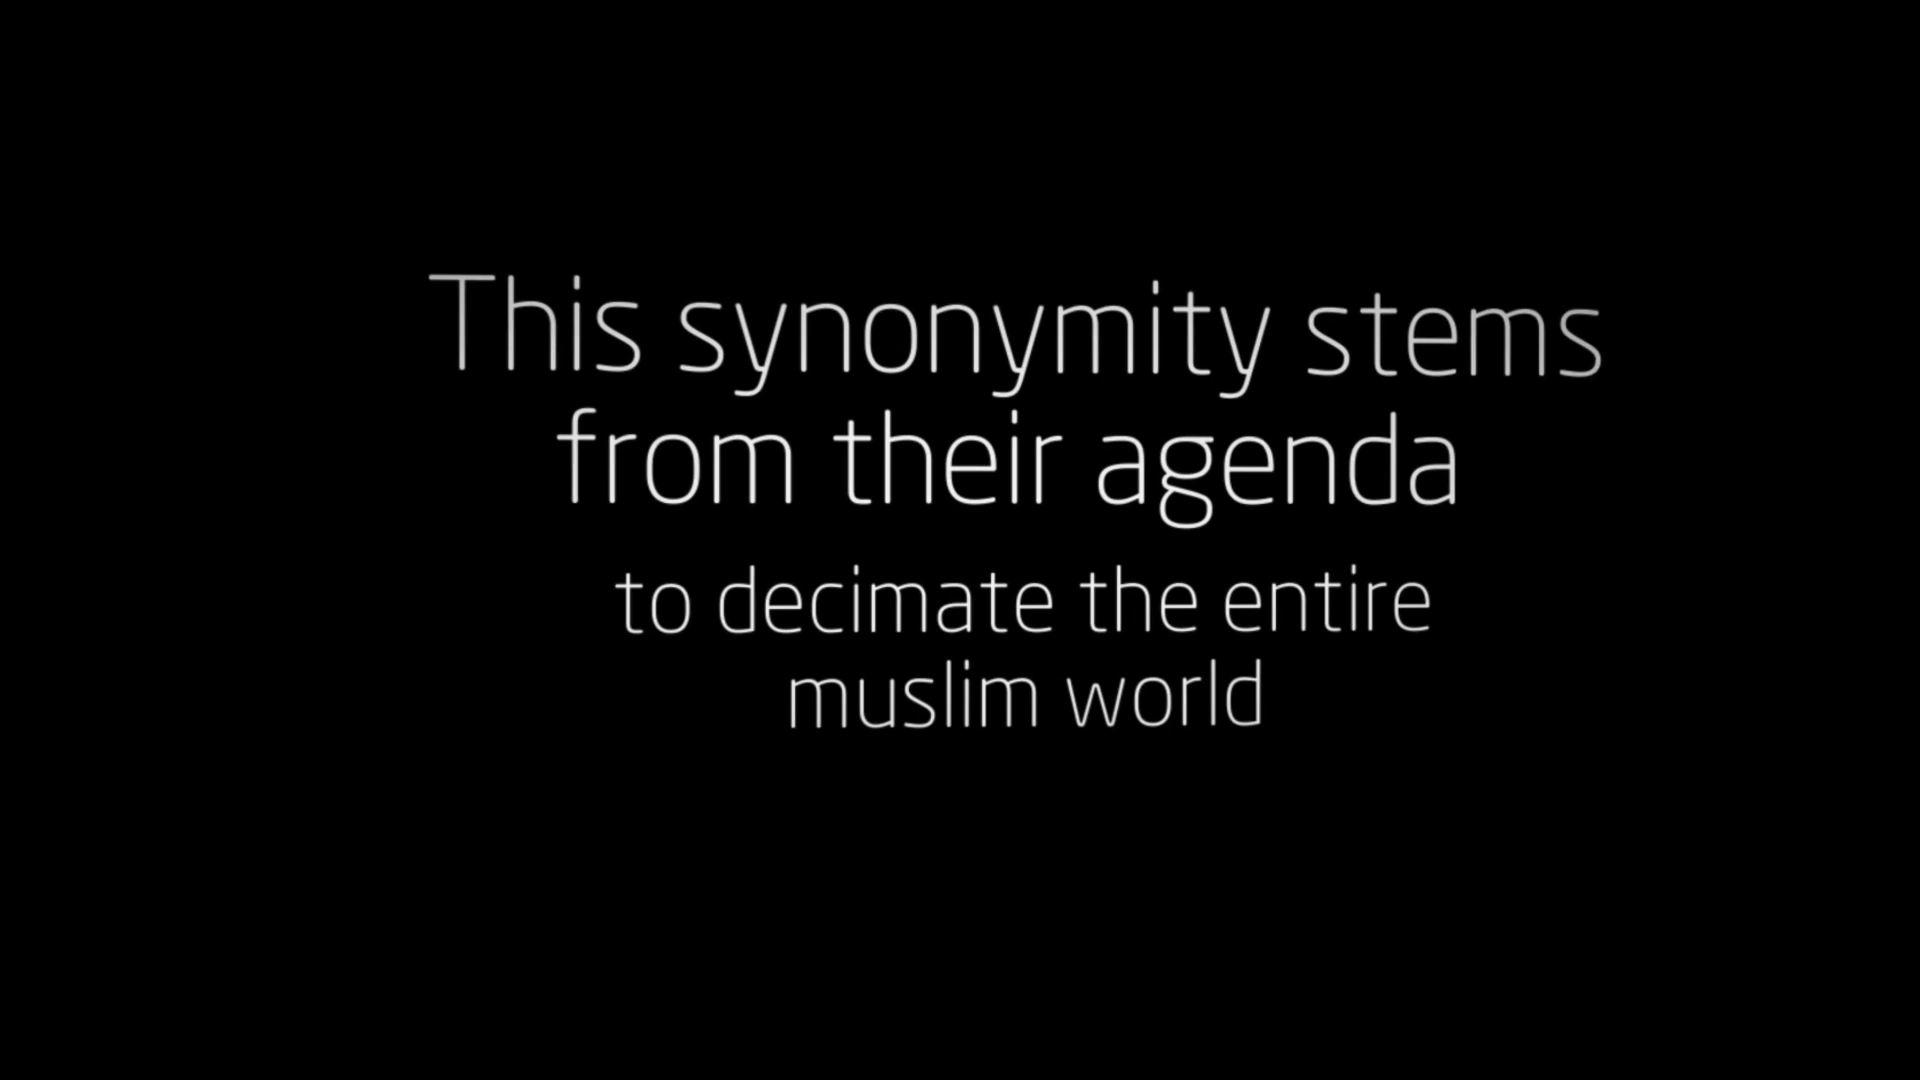 This synonymity stems
from their agenda
to decimate the entire
muslim world